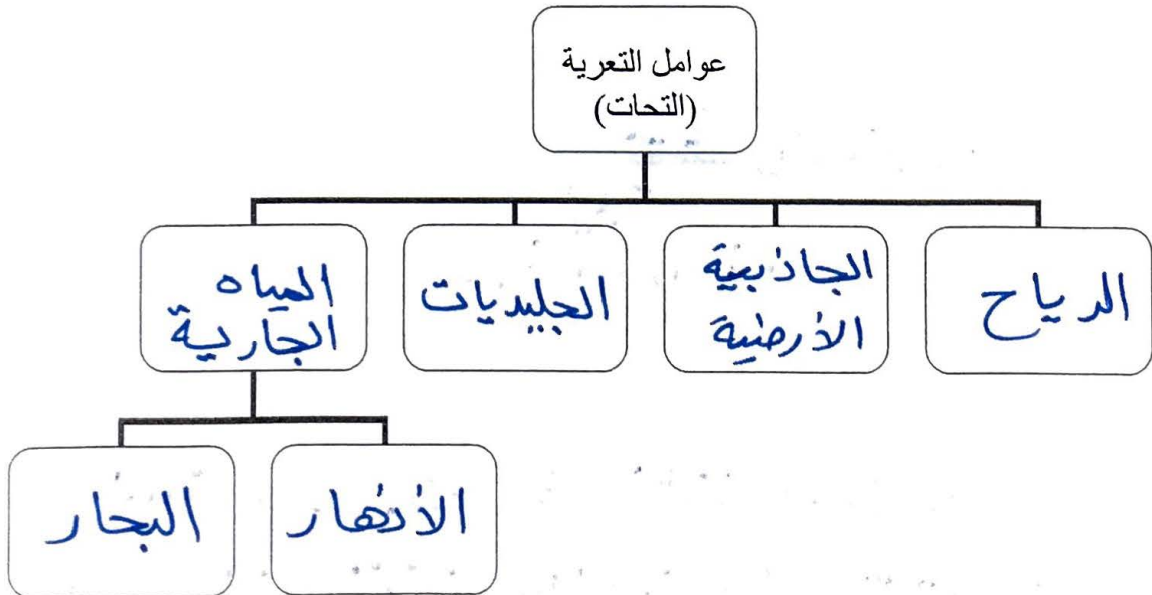 عوامل التعرية
(التحات)
الرياح
الجاذبية
الأرضية
الجليديات
المياه
الجارية
الأنهار
البحار